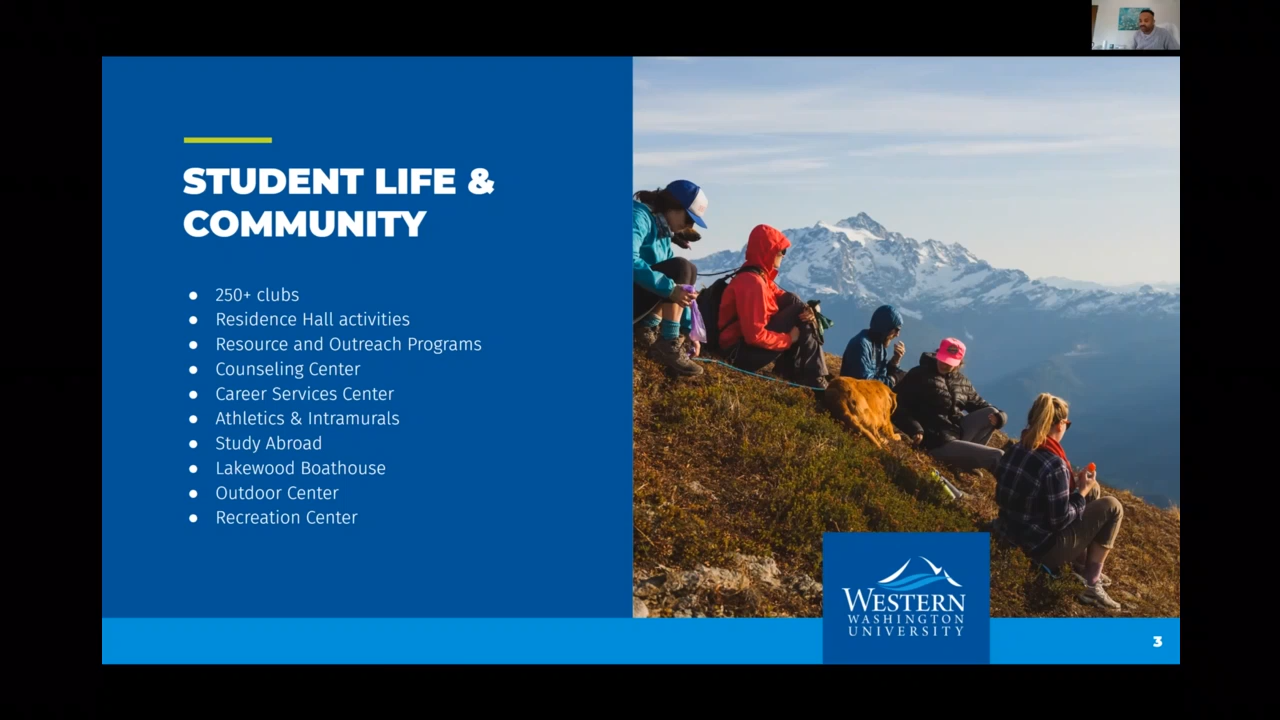 STUDENT LIFE &
COMMUNITY
● 250+ clubs
● Residence Hall activities
● Resource and Outreach Programs
● Counseling Center
● Career Services Center
● Athletics & Intramurals
● Study Abroad
● Lakewood Boathouse
● Outdoor Center
● Recreation Center
WESTERN
WASHINGTON
UNIVERSITY
3